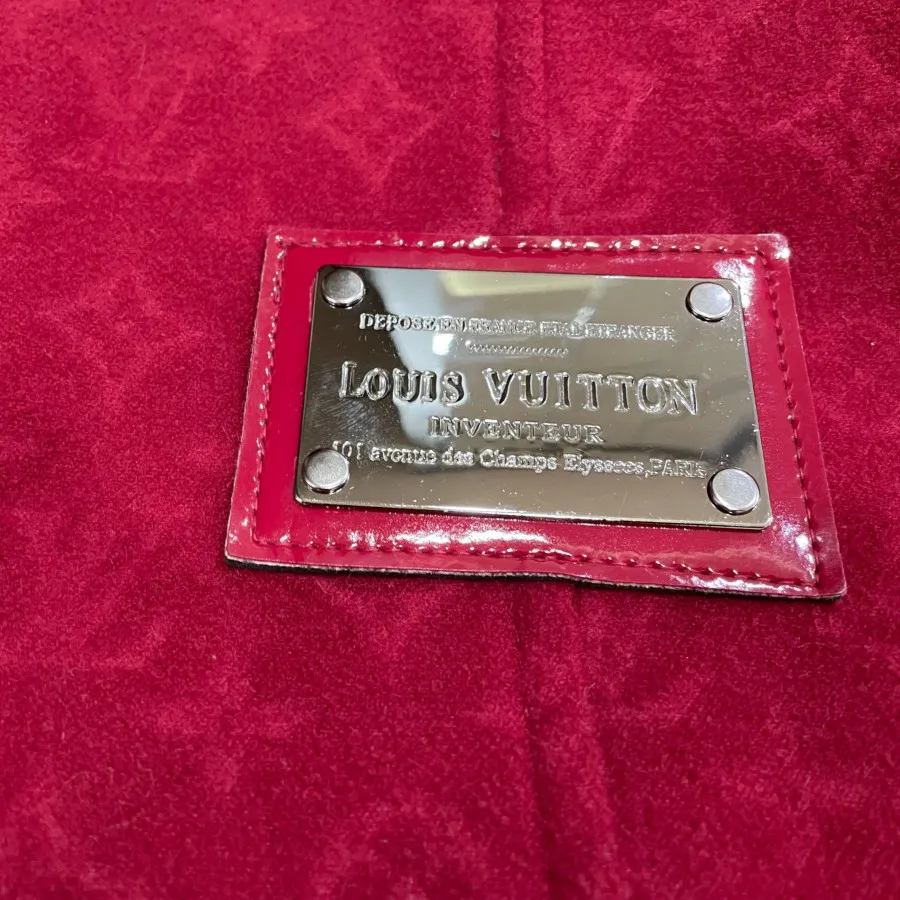 DEPOSE EN FRANCE ET A L'ETRANGER
LOUIS VUITTON
INVENTEUR
101 avenue des Champs Elysees, PARIS